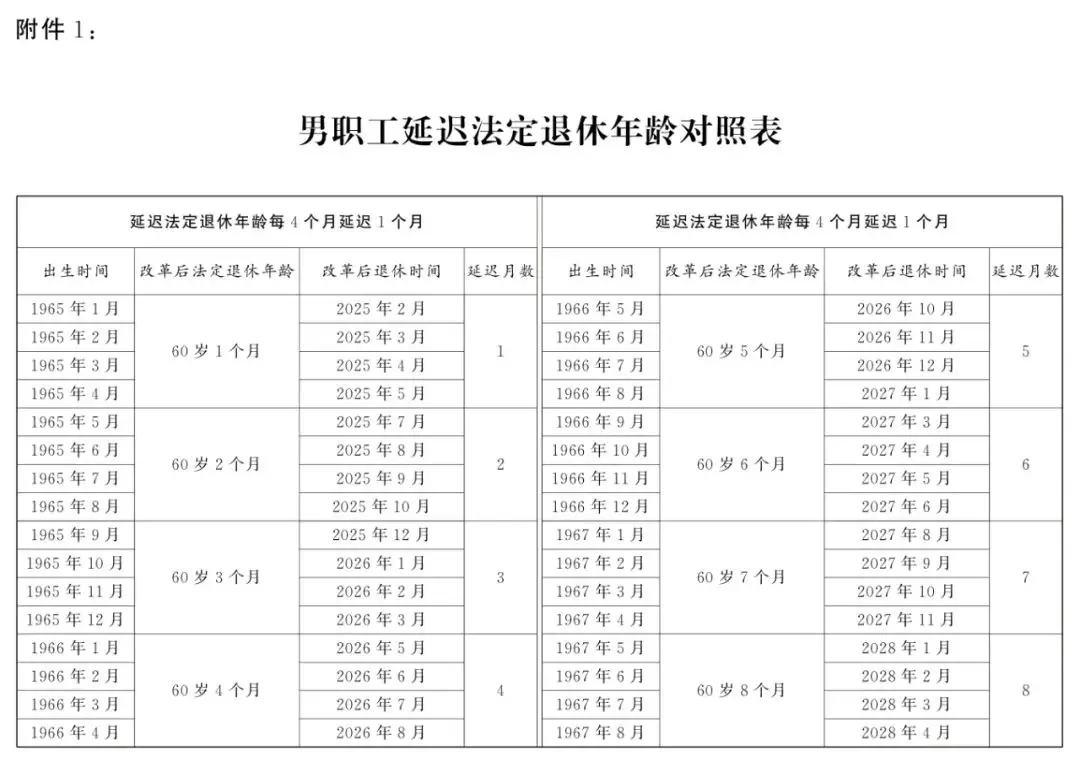 附件 1：
男职工延迟法定退休年龄对照表
延迟法定退休年龄每 4 个月延迟 1 个月 延迟法定退休年龄每 4 个月延迟 1 个月
出生时间 改革后法定退休年龄 改革后退休时间 延迟月数 出生时间 改革后法定退休年龄 改革后退休时间 延迟月数
1965 年 1 月 2025 年 2 月 1966 年 5 月 2026 年 10 月
1965 年 2 月 2025 年 3 月 1966 年 6 月 2026 年 11 月
60 岁 1 个月 1 60 岁 5 个月 5
1965 年 3 月 2025 年 4 月 1966 年 7 月 2026 年 12 月
1965 年 4 月 2025 年 5 月 1966 年 8 月 2027 年 1 月
1965 年 5 月 2025 年 7 月 1966 年 9 月 2027 年 3 月
1965 年 6 月 2025 年 8 月 1966 年 10 月 2027 年 4 月
60 岁 2 个月 2 60 岁 6 个月 6
1965 年 7 月 2025 年 9 月 1966 年 11 月 2027 年 5 月
1965 年 8 月 2025 年 10 月 1966 年 12 月 2027 年 6 月
1965 年 9 月 2025 年 12 月 1967 年 1 月 2027 年 8 月
1965 年 10 月 2026 年 1 月 1967 年 2 月 2027 年 9 月
60 岁 3 个月 3 60 岁 7 个月 7
1965 年 11 月 2026 年 2 月 1967 年 3 月 2027 年 10 月
1965 年 12 月 2026 年 3 月 1967 年 4 月 2027 年 11 月
1966 年 1 月 2026 年 5 月 1967 年 5 月 2028 年 1 月
1966 年 2 月 2026 年 6 月 1967 年 6 月 2028 年 2 月
60 岁 4 个月 4 60 岁 8 个月 8
1966 年 3 月 2026 年 7 月 1967 年 7 月 2028 年 3 月
1966 年 4 月 2026 年 8 月 1967 年 8 月 2028 年 4 月